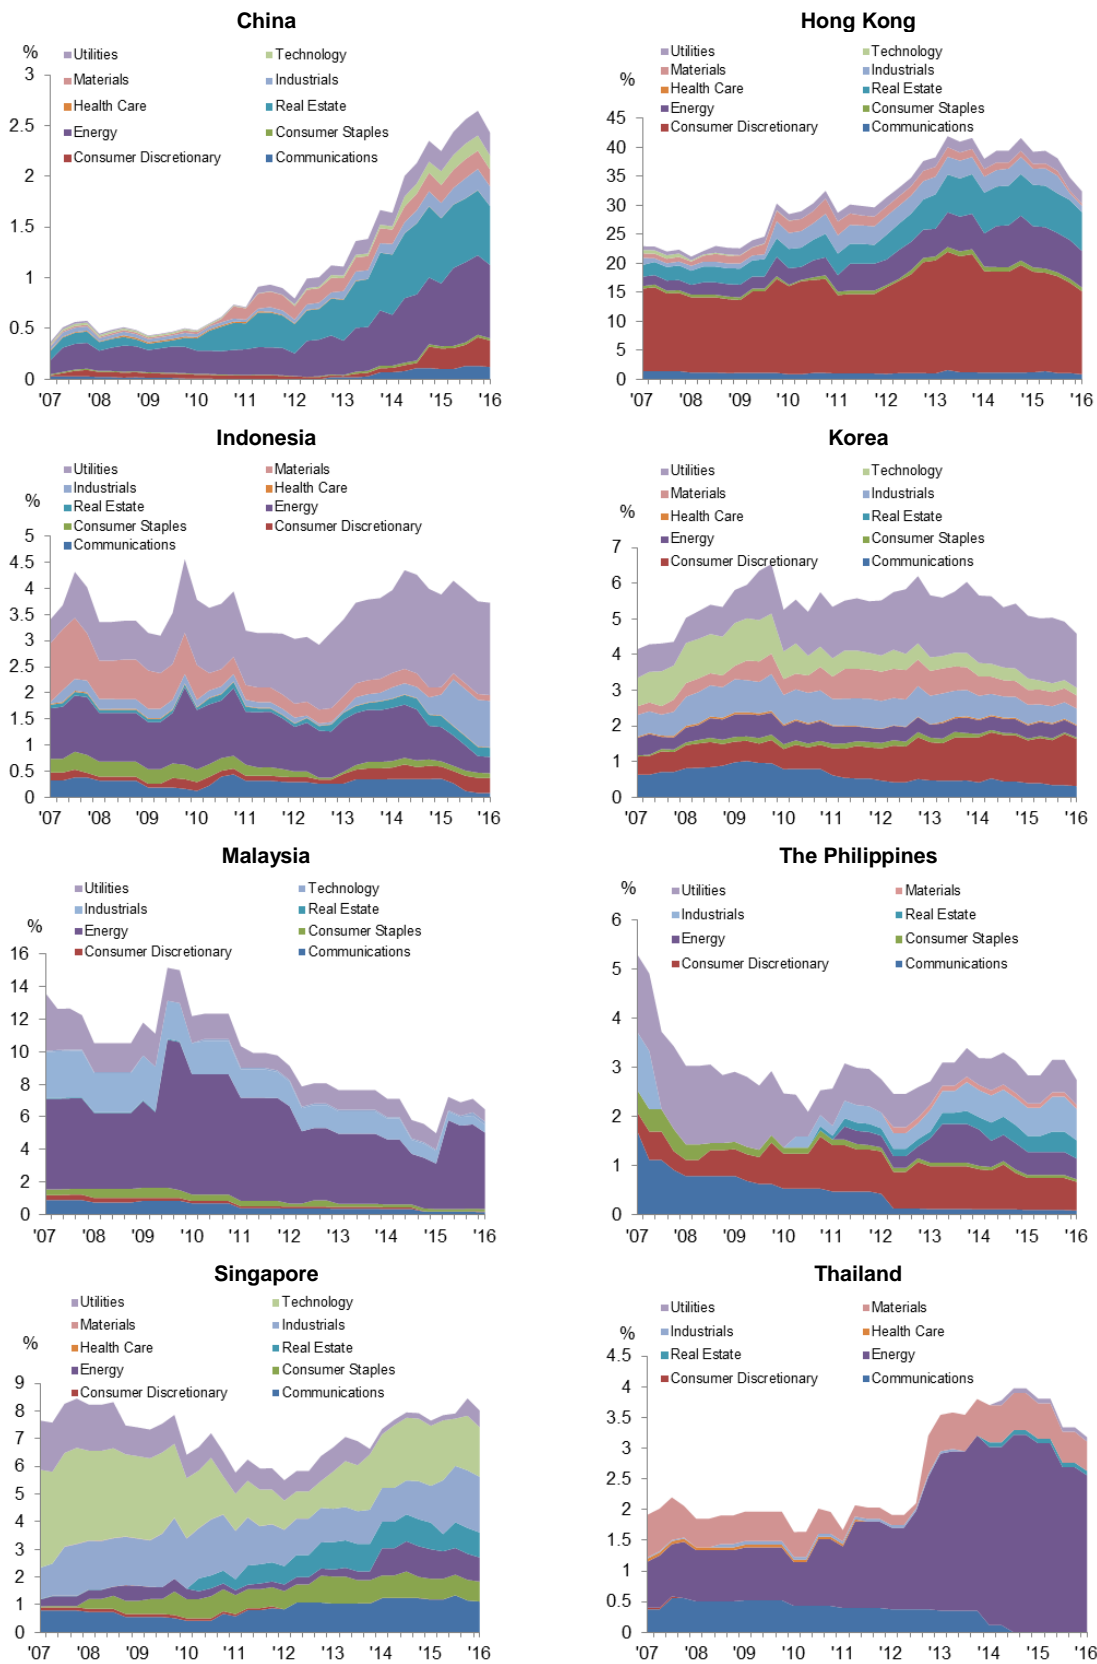 China
%
Utilities Technology
3
Materials Industrials
Health Care Real Estate
2.5
Energy Consumer Staples
Consumer Discretionary Communications
2
1.5
1
0.5
0
'07 '08 '09 '10 '11 '12 '13 '14 '15 '16
Hong Kong
Utilities Technology
Materials Industrials
%
Health Care Real Estate
Energy Consumer Staples
45
Consumer Discretionary Communications
40
35
30
25
20
15
10
5
0
'07 '08 '09 '10 '11 '12 '13 '14 '15 '16
Indonesia
Utilities Materials
Industrials Health Care
%
Real Estate Energy
Consumer Staples Consumer Discretionary
5
Communications
4.5
4
3.5
3
2.5
2
1.5
1
0.5
0
'07 '08 '09 '10 '11 '12 '13 '14 '15 '16
Korea
Utilities Technology
Materials Industrials
%
Health Care Real Estate
Energy Consumer Staples
7
Consumer Discretionary Communications
6
5
4
3
2
1
0
'07 '08 '09 '10 '11 '12 '13 '14 '15 '16
Malaysia
Utilities Technology
Industrials Real Estate
%
Energy Consumer Staples
16
Consumer Discretionary Communications
14
12
10
8
6
4
2
0
'07 '08 '09 '10 '11 '12 '13 '14 '15 '16
The Philippines
%
Utilities Materials
6
Industrials Real Estate
Energy Consumer Staples
5
Consumer Discretionary Communications
4
3
2
1
0
'07 '08 '09 '10 '11 '12 '13 '14 '15 '16
Singapore
Utilities Technology
Materials Industrials
%
Health Care Real Estate
Energy Consumer Staples
9
Consumer Discretionary Communications
8
7
6
5
4
3
2
1
0
'07 '08 '09 '10 '11 '12 '13 '14 '15 '16
Thailand
Utilities Materials
%
Industrials Health Care
Real Estate Energy
4.5
Consumer Discretionary Communications
4
3.5
3
2.5
2
1.5
1
0.5
0
'07 '08 '09 '10 '11 '12 '13 '14 '15 '16